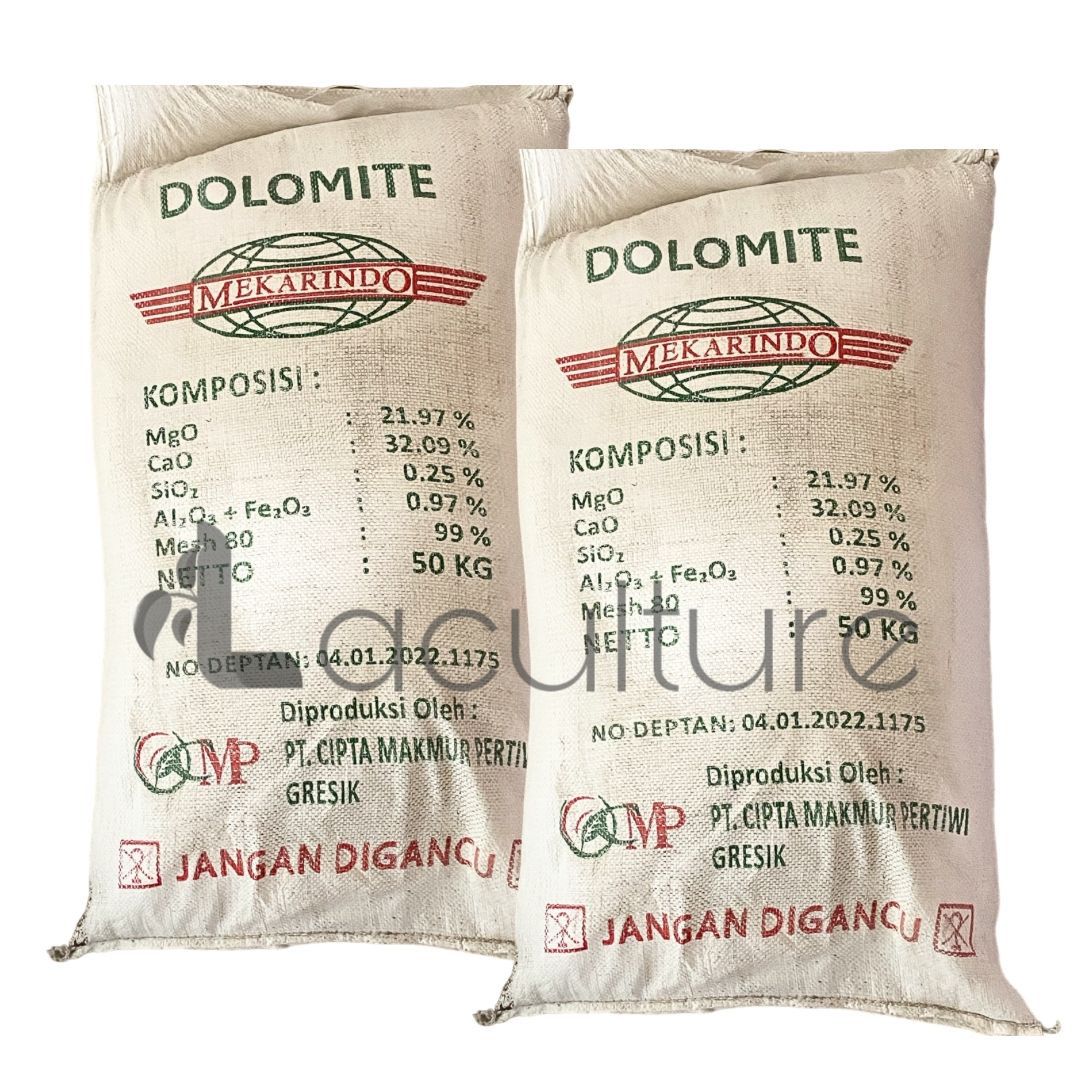 DOLOMITE
MEKARINDO
KOMPOSISI :
MgO : 21.97 %
CaO : 32.09 %
SiO₂ : 0.25 %
Al₂O₃ + Fe₂O₃ : 0.97 %
Mesh 80 : 99 %
NETTO : 50 KG
NO DEPTAN: 04.01.2022.1175
Diproduksi Oleh :
CMP PT. CIPTA MAKMUR PERTIWI
GRESIK
JANGAN DIGANCU
DOLOMITE
MEKARINDO
KOMPOSISI :
MgO : 21.97 %
CaO : 32.09 %
SiO₂ : 0.25 %
Al₂O₃ + Fe₂O₃ : 0.97 %
Mesh 80 : 99 %
NETTO : 50 KG
NO DEPTAN: 04.01.2022.1175
Diproduksi Oleh :
CMP PT. CIPTA MAKMUR PERTIWI
GRESIK
JANGAN DIGANCU
Laculture